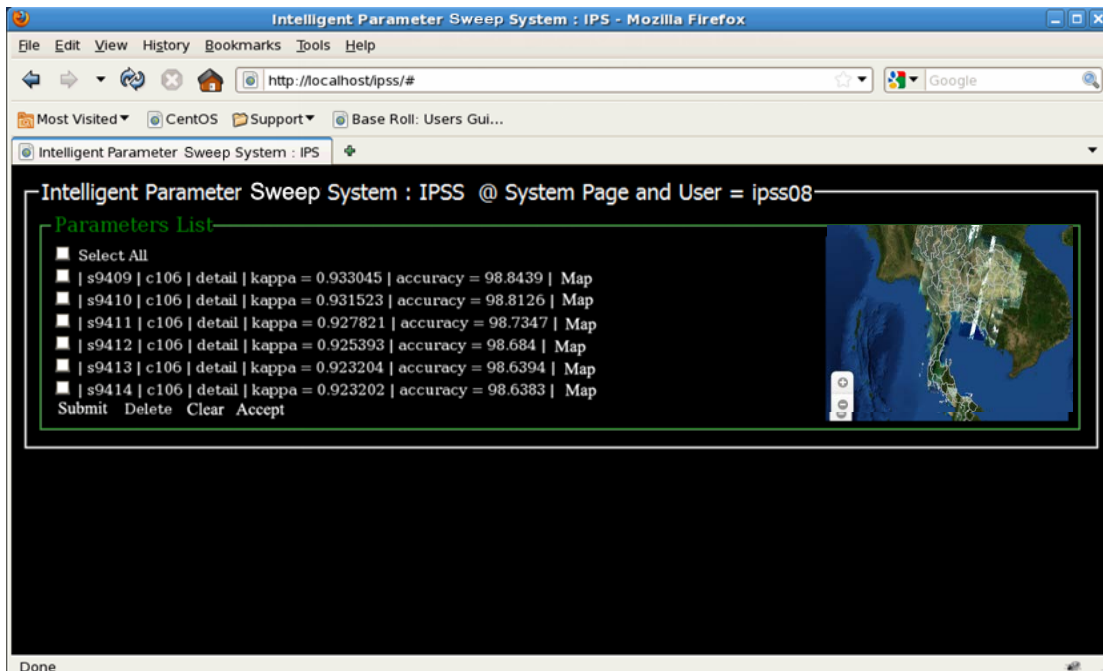 Intelligent Parameter Sweep System : IPS - Mozilla Firefox
File Edit View History Bookmarks Tools Help
http://localhost/ipss/#
Google
Most Visited CentOS Support Base Roll: Users Gui...
Intelligent Parameter Sweep System : IPS
Intelligent Parameter Sweep System : IPSS @ System Page and User = ipss08
Parameters List
Select All
| s9409 | c106 | detail | kappa = 0.933045 | accuracy = 98.8439 | Map
| s9410 | c106 | detail | kappa = 0.931523 | accuracy = 98.8126 | Map
| s9411 | c106 | detail | kappa = 0.927821 | accuracy = 98.7347 | Map
| s9412 | c106 | detail | kappa = 0.925393 | accuracy = 98.684 | Map
| s9413 | c106 | detail | kappa = 0.923204 | accuracy = 98.6394 | Map
| s9414 | c106 | detail | kappa = 0.923202 | accuracy = 98.6383 | Map
Submit Delete Clear Accept
Done